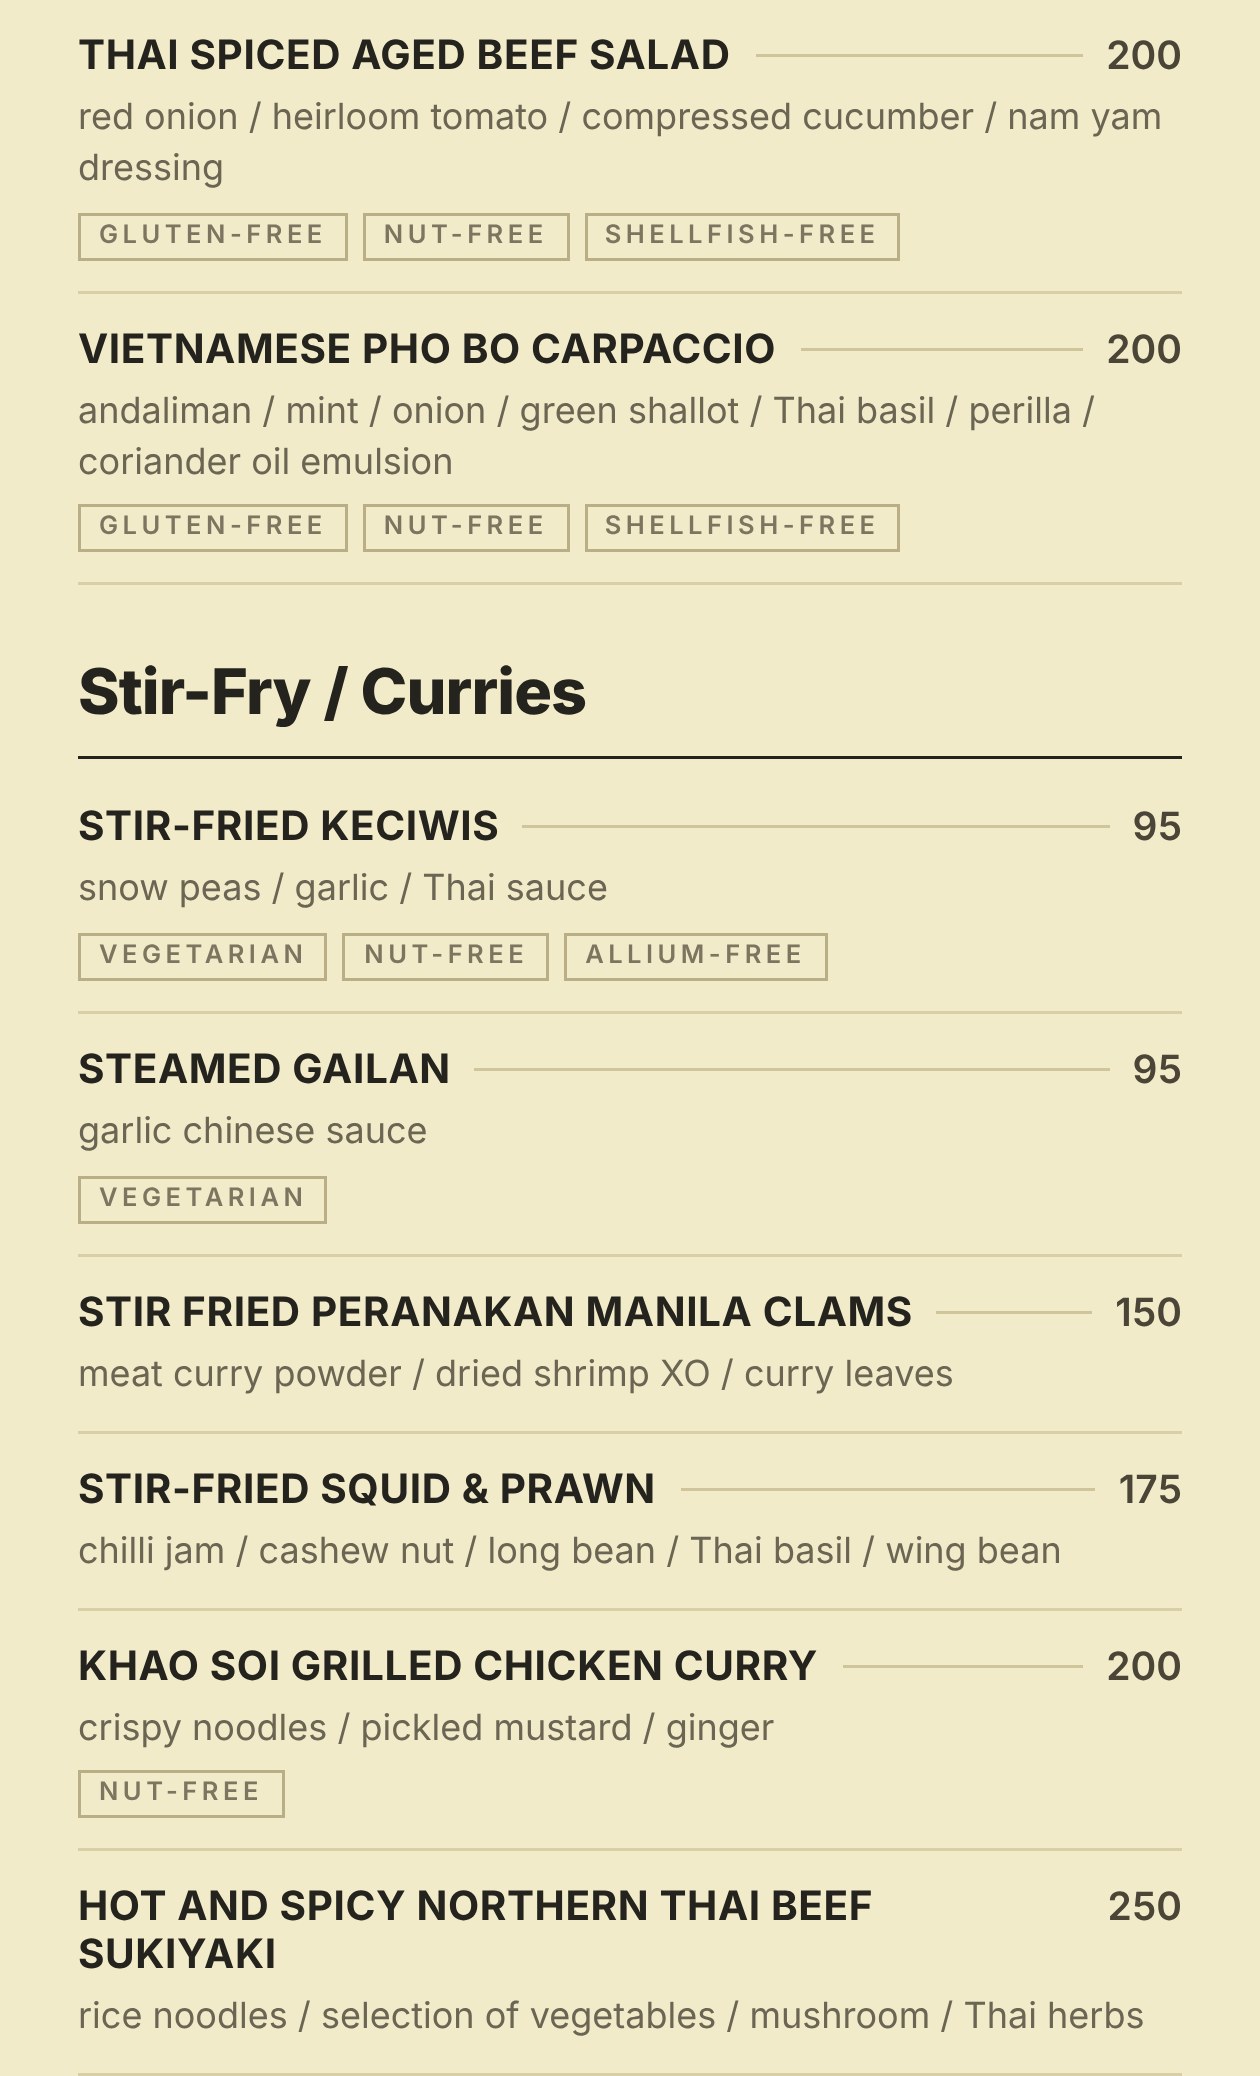 THAI SPICED AGED BEEF SALAD 200
red onion / heirloom tomato / compressed cucumber / nam yam
dressing
GLUTEN-FREE NUT-FREE SHELLFISH-FREE
VIETNAMESE PHO BO CARPACCIO 200
andaliman / mint / onion / green shallot / Thai basil / perilla /
coriander oil emulsion
GLUTEN-FREE NUT-FREE SHELLFISH-FREE
Stir-Fry / Curries
STIR-FRIED KECIWIS 95
snow peas / garlic / Thai sauce
VEGETARIAN NUT-FREE ALLIUM-FREE
STEAMED GAILAN 95
garlic chinese sauce
VEGETARIAN
STIR FRIED PERANAKAN MANILA CLAMS 150
meat curry powder / dried shrimp XO / curry leaves
STIR-FRIED SQUID & PRAWN 175
chilli jam / cashew nut / long bean / Thai basil / wing bean
KHAO SOI GRILLED CHICKEN CURRY 200
crispy noodles / pickled mustard / ginger
NUT-FREE
HOT AND SPICY NORTHERN THAI BEEF 250
SUKIYAKI
rice noodles / selection of vegetables / mushroom / Thai herbs